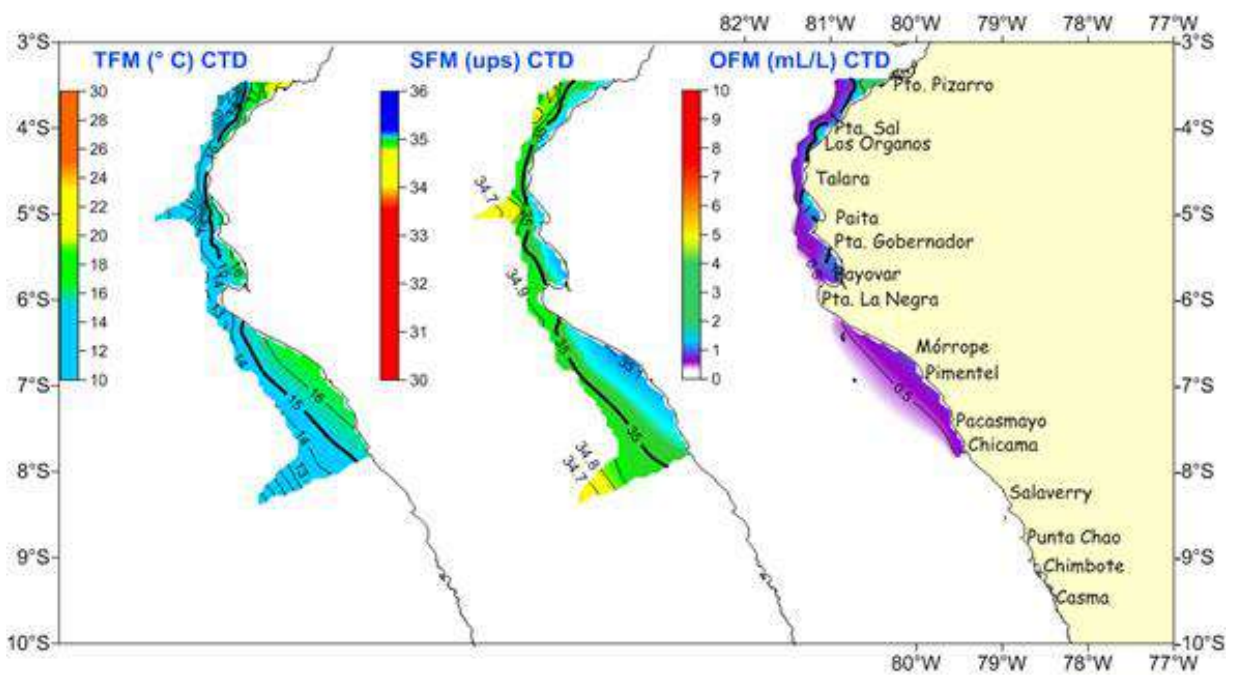 82°W 81°W 80°W 79°W 78°W 77°W
3°S 3°S
TFM (° C) CTD SFM (ups) CTD OFM (mL/L) CTD
30
28
26
24
22
20
18
16
14
12
10
36
35
34
33
32
31
30
10
9
8
7
6
5
4
3
2
1
0
4°S 4°S
5°S 5°S
6°S 6°S
7°S 7°S
8°S 8°S
9°S 9°S
10°S 10°S
Pto. Pizarro
Pta. Sal
Los Organos
Talara
Paita
Pta. Gobernador
Bayovar
Pta. La Negra
Mórrope
Pimentel
Pacasmayo
Chicama
Salaverry
Punta Chao
Chimbote
Casma
16
14
15
14
13
34.7
34.9
35
35
34.8
34.7
0.5
80°W 79°W 78°W 77°W